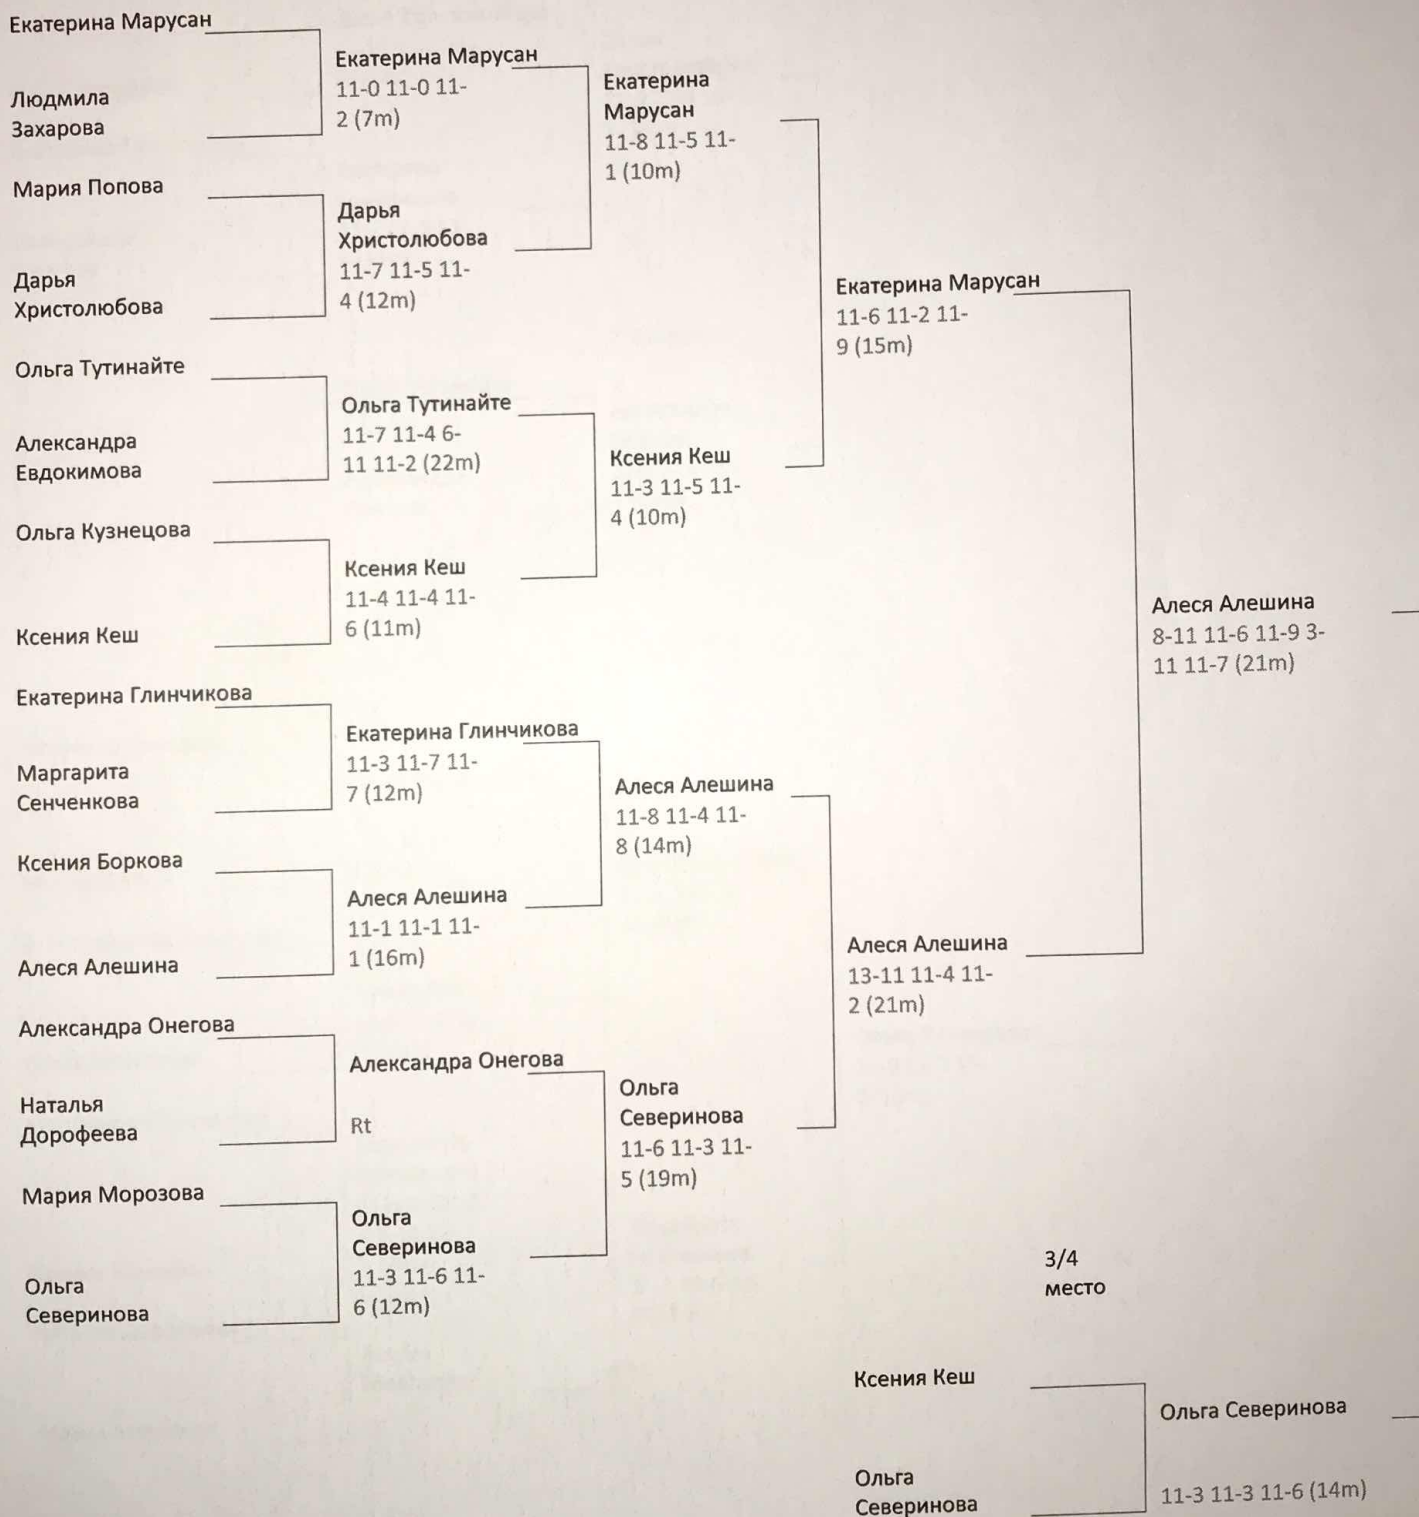 Екатерина Марусан
Людмила
Захарова
Мария Попова
Дарья
Христолюбова
Ольга Тутинайте
Александра
Евдокимова
Ольга Кузнецова
Ксения Кеш
Екатерина Глинчикова
Маргарита
Сенченкова
Ксения Боркова
Алеся Алешина
Александра Онегова
Наталья
Дорофеева
Мария Морозова
Ольга
Северинова
Екатерина Марусан
11-0 11-0 11-
2 (7m)
Дарья
Христолюбова
11-7 11-5 11-
4 (12m)
Ольга Тутинайте
11-7 11-4 6-
11 11-2 (22m)
Ксения Кеш
11-4 11-4 11-
6 (11m)
Екатерина Глинчикова
11-3 11-7 11-
7 (12m)
Алеся Алешина
11-1 11-1 11-
1 (16m)
Александра Онегова
Rt
Ольга
Северинова
11-3 11-6 11-
6 (12m)
Екатерина
Марусан
11-8 11-5 11-
1 (10m)
Ксения Кеш
11-3 11-5 11-
4 (10m)
Алеся Алешина
11-8 11-4 11-
8 (14m)
Ольга
Северинова
11-6 11-3 11-
5 (19m)
Екатерина Марусан
11-6 11-2 11-
9 (15m)
Алеся Алешина
13-11 11-4 11-
2 (21m)
Алеся Алешина
8-11 11-6 11-9 3-
11 11-7 (21m)
3/4
место
Ксения Кеш
Ольга
Северинова
Ольга Северинова
11-3 11-3 11-6 (14m)